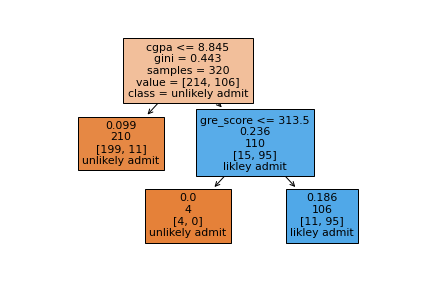 cgpa <= 8.845
gini = 0.443
samples = 320
value = [214, 106]
class = unlikely admit
0.099
210
[199, 11]
unlikely admit
gre_score <= 313.5
0.236
110
[15, 95]
likley admit
0.0
4
[4, 0]
unlikely admit
0.186
106
[11, 95]
likley admit